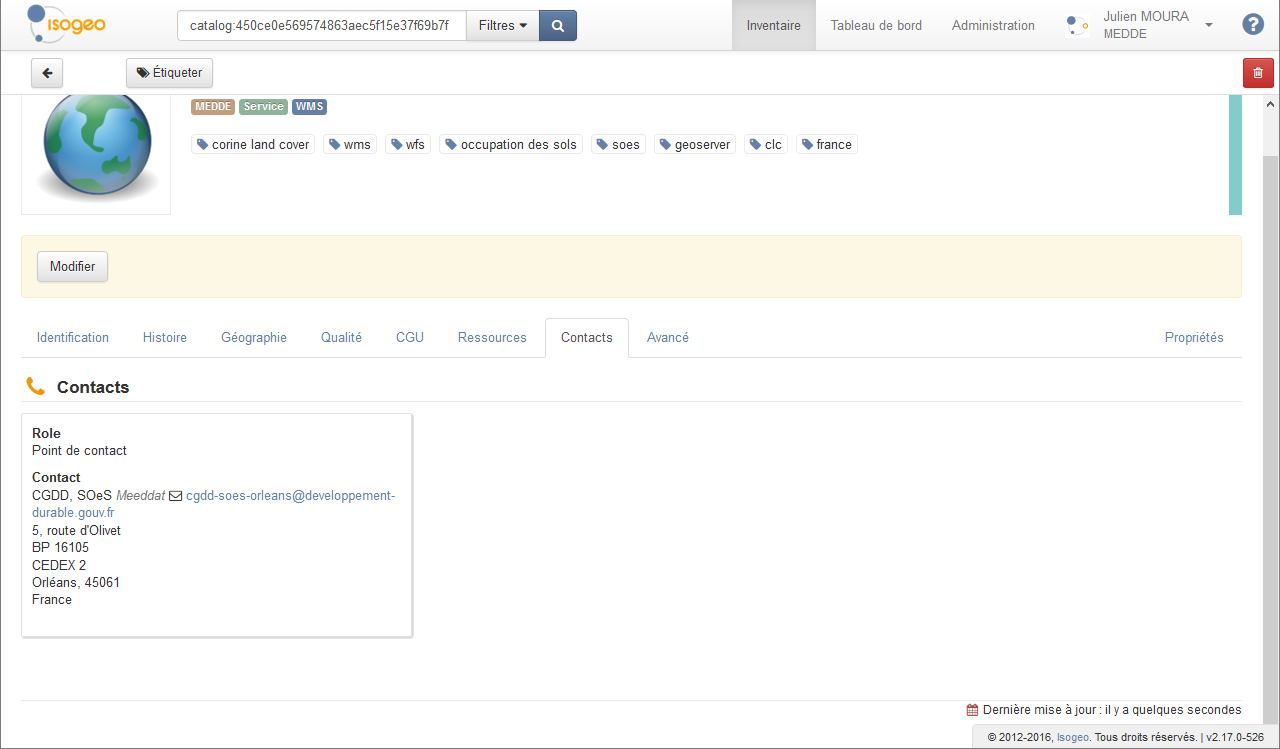 isogeo
catalog:450ce0e569574863aec5f15e37f69b7f
Filtres
Inventaire
Tableau de bord
Administration
Julien MOURA
MEDDE
?
Étiqueter
MEDDE Service WMS
corine land cover
wms
wfs
occupation des sols
soes
geoserver
clc
france
Modifier
Identification
Histoire
Géographie
Qualité
CGU
Ressources
Contacts
Avancé
Propriétés
Contacts
Role
Point de contact
Contact
CGDD, SOeS Meeddat cgdd-soes-orleans@developpement-
durable.gouv.fr
5, route d'Olivet
BP 16105
CEDEX 2
Orléans, 45061
France
Dernière mise à jour : il y a quelques secondes
© 2012-2016, Isogeo. Tous droits réservés. | v2.17.0-526